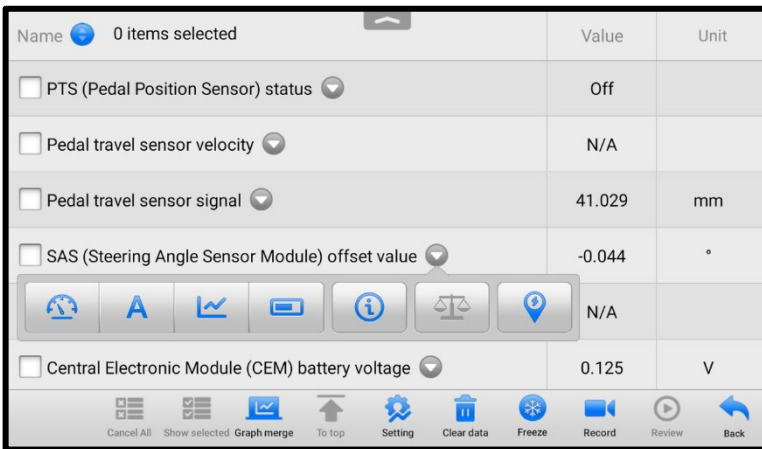 Name 0 items selected Value Unit
PTS (Pedal Position Sensor) status Off
Pedal travel sensor velocity N/A
Pedal travel sensor signal 41.029 mm
SAS (Steering Angle Sensor Module) offset value -0.044 °
A N/A
Central Electronic Module (CEM) battery voltage 0.125 V
Cancel All Show selected Graph merge To top Setting Clear data Freeze Record Review Back